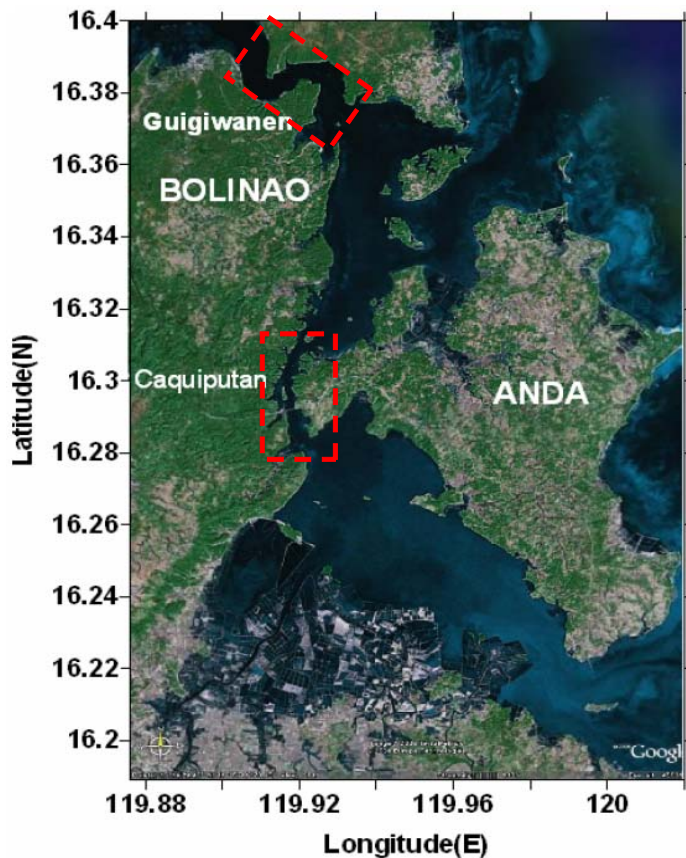 16.4
16.38
Guigiwanen
16.36
BOLINAO
16.34
16.32
Latitude(N)
Caquiputan
16.3
ANDA
16.28
16.26
16.24
16.22
16.2
Google
119.88
119.92
119.96
120
Longitude(E)